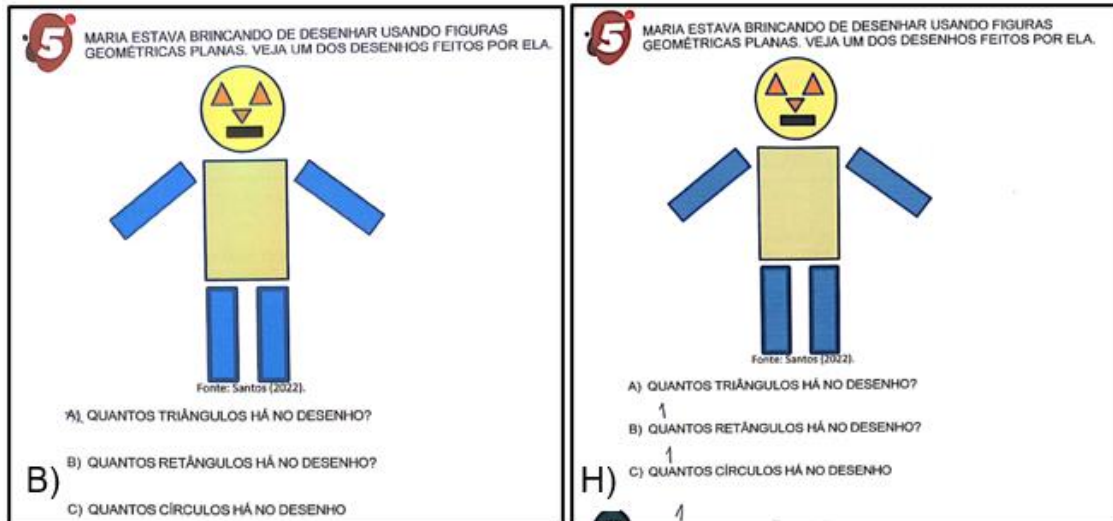 5
MARIA ESTAVA BRINCANDO DE DESENHAR USANDO FIGURAS
GEOMÉTRICAS PLANAS. VEJA UM DOS DESENHOS FEITOS POR ELA.
Fonte: Santos (2022).
A) QUANTOS TRIÂNGULOS HÁ NO DESENHO?
B) QUANTOS RETÂNGULOS HÁ NO DESENHO?
B)
C) QUANTOS CÍRCULOS HÁ NO DESENHO
5
MARIA ESTAVA BRINCANDO DE DESENHAR USANDO FIGURAS
GEOMÉTRICAS PLANAS. VEJA UM DOS DESENHOS FEITOS POR ELA.
Fonte: Santos (2022).
A) QUANTOS TRIÂNGULOS HÁ NO DESENHO?
1
B) QUANTOS RETÂNGULOS HÁ NO DESENHO?
1
H)
C) QUANTOS CÍRCULOS HÁ NO DESENHO
1